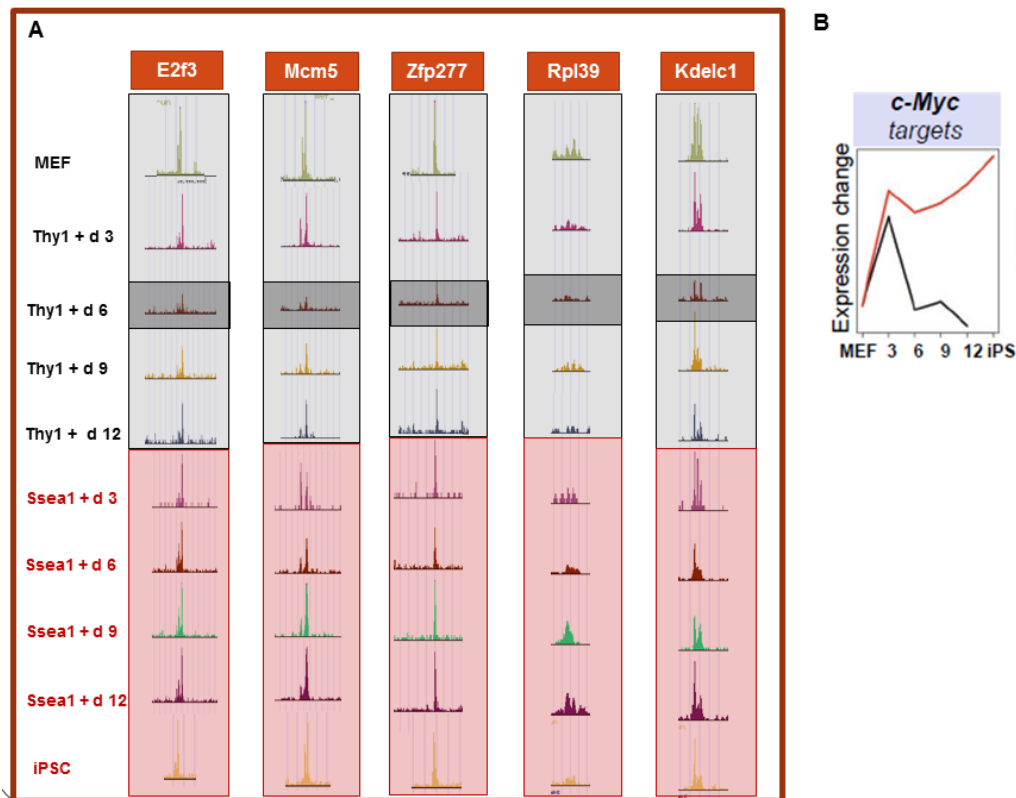 A
B
E2f3
Mcm5
Zfp277
Rpl39
Kdelc1
MEF
Thy1 + d 3
Thy1 + d 6
Thy1 + d 9
Thy1 + d 12
Ssea1 + d 3
Ssea1 + d 6
Ssea1 + d 9
Ssea1 + d 12
iPSC
c-Myc
targets
Expression change
MEF 3 6 9 12 iPS